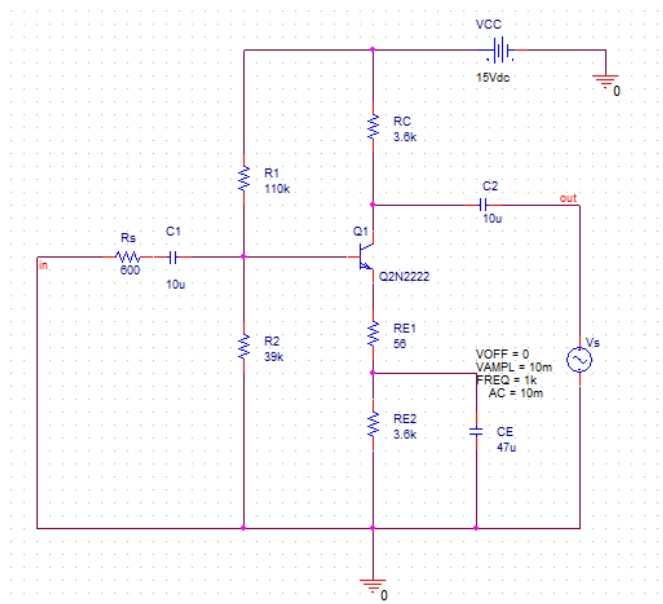 VCC
15Vdc
0
RC
3.6k
R1
110k
C2
10u
out
Rs
600
C1
10u
in
Q1
Q2N2222
R2
39k
RE1
56
Vs
VOFF = 0
VAMPL = 10m
FREQ = 1k
AC = 10m
RE2
3.6k
CE
47u
0